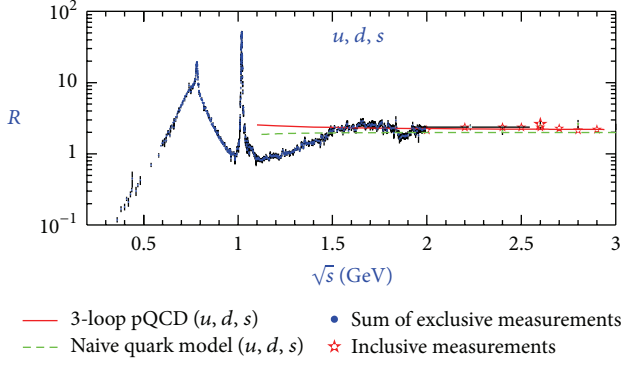 10²
u, d, s
10
R
1
10⁻¹
0.5 1 1.5 2 2.5 3
√s (GeV)
3-loop pQCD (u, d, s) Sum of exclusive measurements
Naive quark model (u, d, s) Inclusive measurements